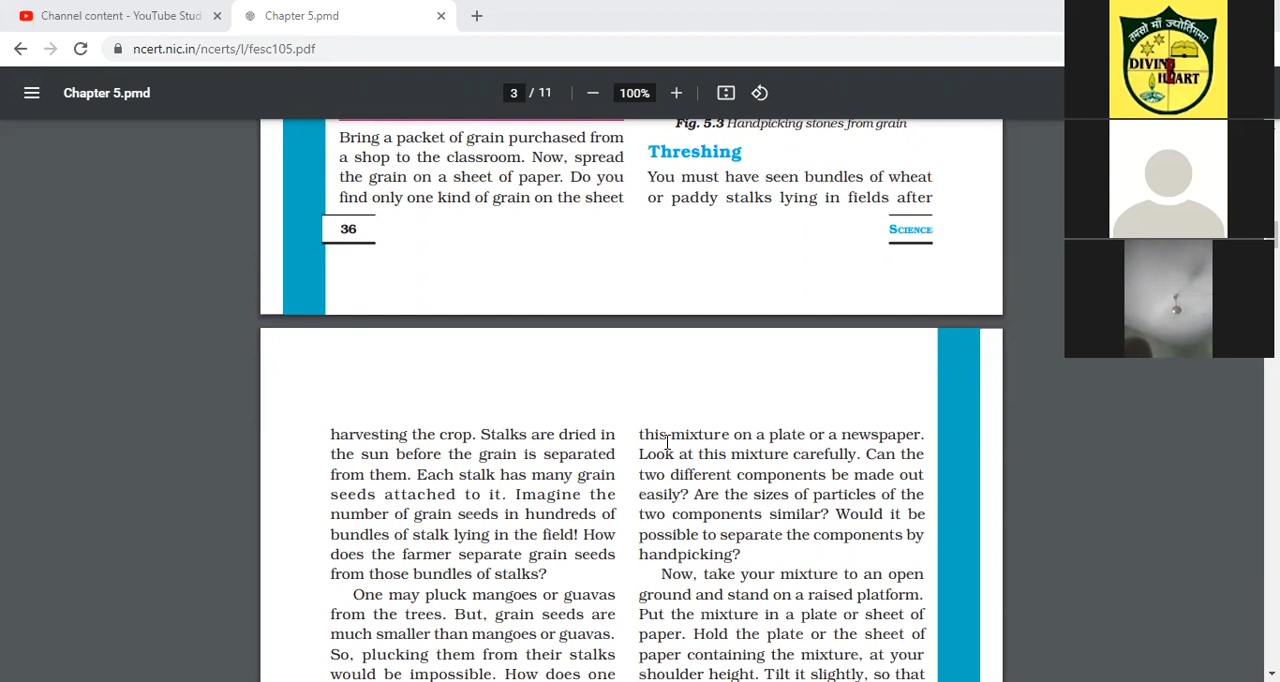 Channel content - YouTube Stud
Chapter 5.pmd
ncert.nic.in/ncerts/l/fesc105.pdf
Chapter 5.pmd
3 / 11
100%
Bring a packet of grain purchased from
a shop to the classroom. Now, spread
the grain on a sheet of paper. Do you
find only one kind of grain on the sheet
36
Fig. 5.3 Handpicking stones from grain
Threshing
You must have seen bundles of wheat
or paddy stalks lying in fields after
SCIENCE
harvesting the crop. Stalks are dried in
the sun before the grain is separated
from them. Each stalk has many grain
seeds attached to it. Imagine the
number of grain seeds in hundreds of
bundles of stalk lying in the field! How
does the farmer separate grain seeds
from those bundles of stalks?
One may pluck mangoes or guavas
from the trees. But, grain seeds are
much smaller than mangoes or guavas.
So, plucking them from their stalks
would be impossible. How does one
this mixture on a plate or a newspaper.
Look at this mixture carefully. Can the
two different components be made out
easily? Are the sizes of particles of the
two components similar? Would it be
possible to separate the components by
handpicking?
Now, take your mixture to an open
ground and stand on a raised platform.
Put the mixture in a plate or sheet of
paper. Hold the plate or the sheet of
paper containing the mixture, at your
shoulder height. Tilt it slightly, so that
तमसो माँ ज्योतिर्गमय
DIVINE
HEART